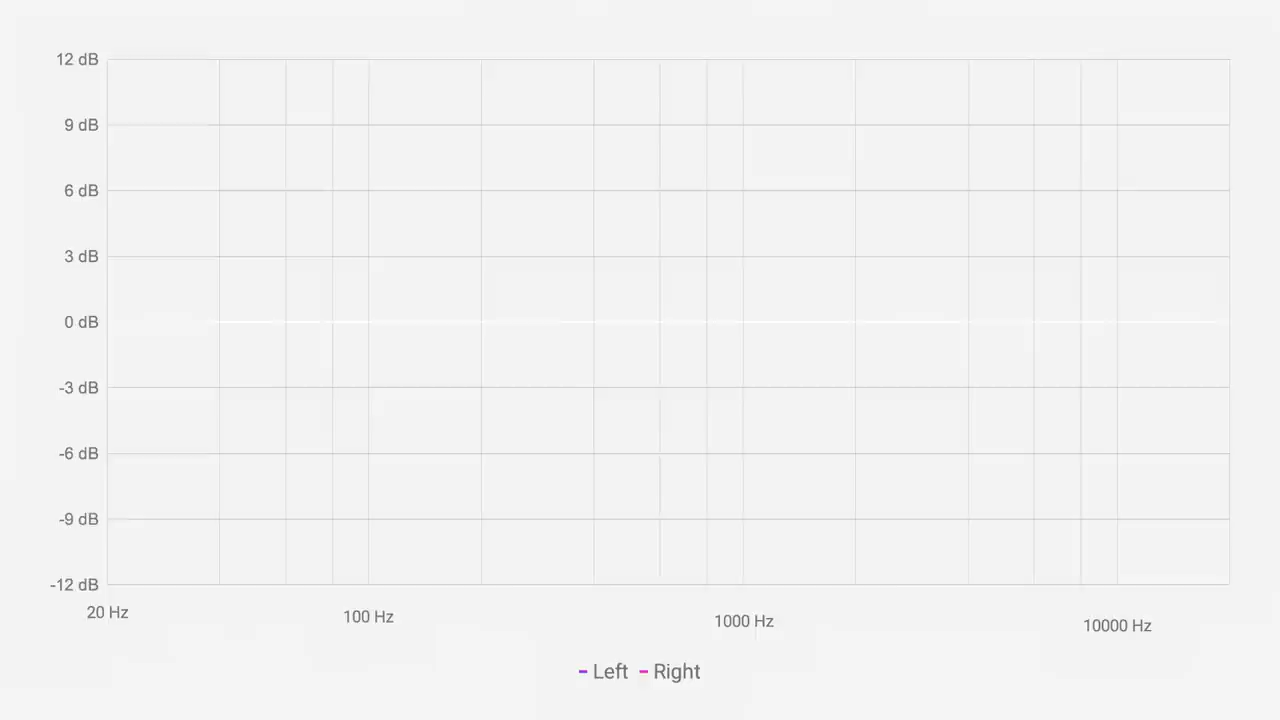 12 dB
9 dB
6 dB
3 dB
0 dB
-3 dB
-6 dB
-9 dB
-12 dB
20 Hz
100 Hz
1000 Hz
10000 Hz
Left Right